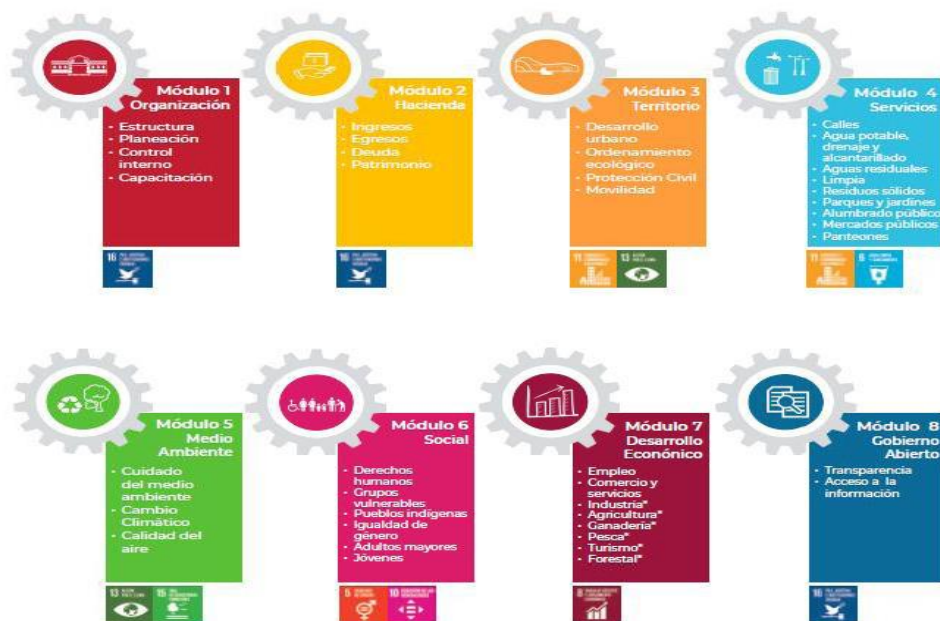 Módulo 1
Organización
- Estructura
- Planeación
- Control
interno
- Capacitación
16
Módulo 2
Hacienda
- Ingresos
- Egresos
- Deuda
- Patrimonio
16
Módulo 3
Territorio
- Desarrollo
urbano
- Ordenamiento
ecológico
- Protección Civil
- Movilidad
11
13
Módulo 4
Servicios
- Calles
- Agua potable,
drenaje y
alcantarillado
- Aguas residuales
- Limpia
- Residuos sólidos
- Parques y jardines
- Alumbrado público
- Mercados públicos
- Panteones
11
6
Módulo 5
Medio
Ambiente
- Cuidado
del medio
ambiente
- Cambio
Climático
- Calidad del
aire
13
15
Módulo 6
Social
- Derechos
humanos
- Grupos
vulnerables
- Pueblos indígenas
- Igualdad de
género
- Adultos mayores
- Jóvenes
5
10
Módulo 7
Desarrollo
Económico
- Empleo
- Comercio y
servicios
- Industria*
- Agricultura*
- Ganadería*
- Pesca*
- Turismo*
- Forestal*
8
Módulo 8
Gobierno
Abierto
- Transparencia
- Acceso a la
información
16